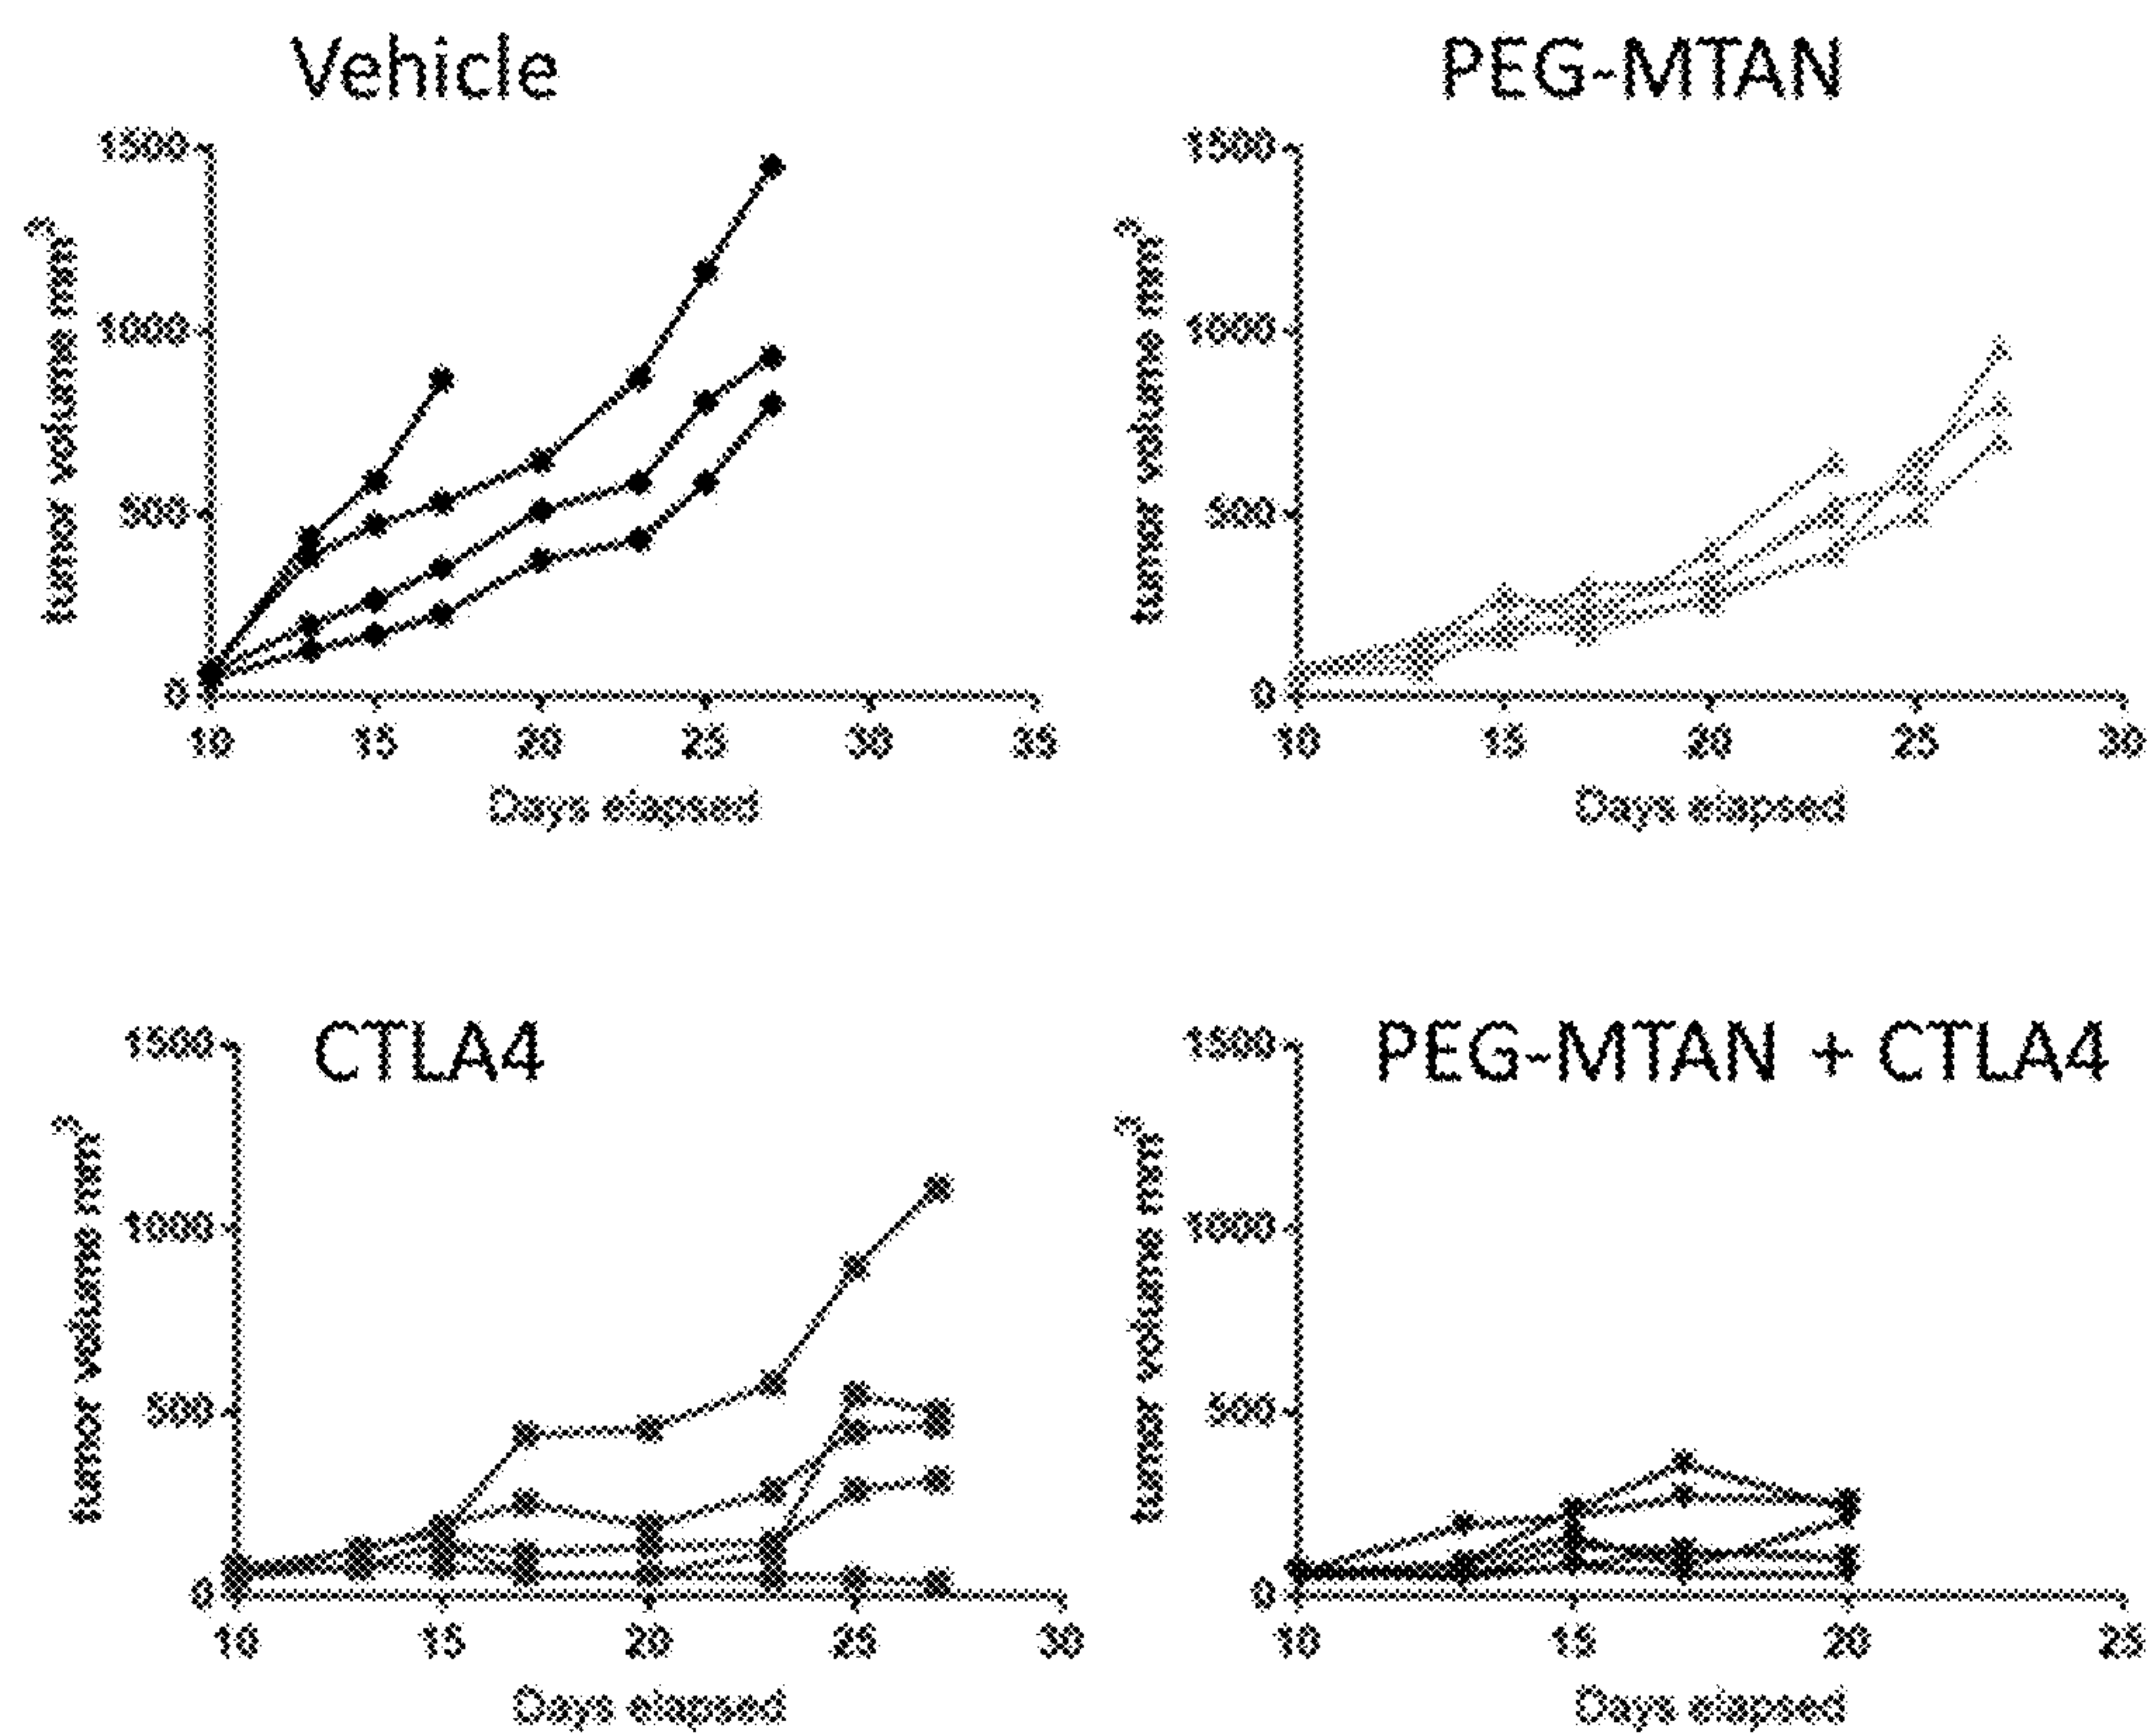 Vehicle
1500
1000
500
0
10 15 20 25 30 35
tumor volume mm3
Days elapsed
PEG-MTAN
1500
1000
500
0
10 15 20 25 30
tumor volume mm3
Days elapsed
CTLA4
1500
1000
500
0
10 15 20 25 30
tumor volume mm3
Days elapsed
PEG-MTAN + CTLA4
1500
1000
500
0
10 15 20 25
tumor volume mm3
Days elapsed